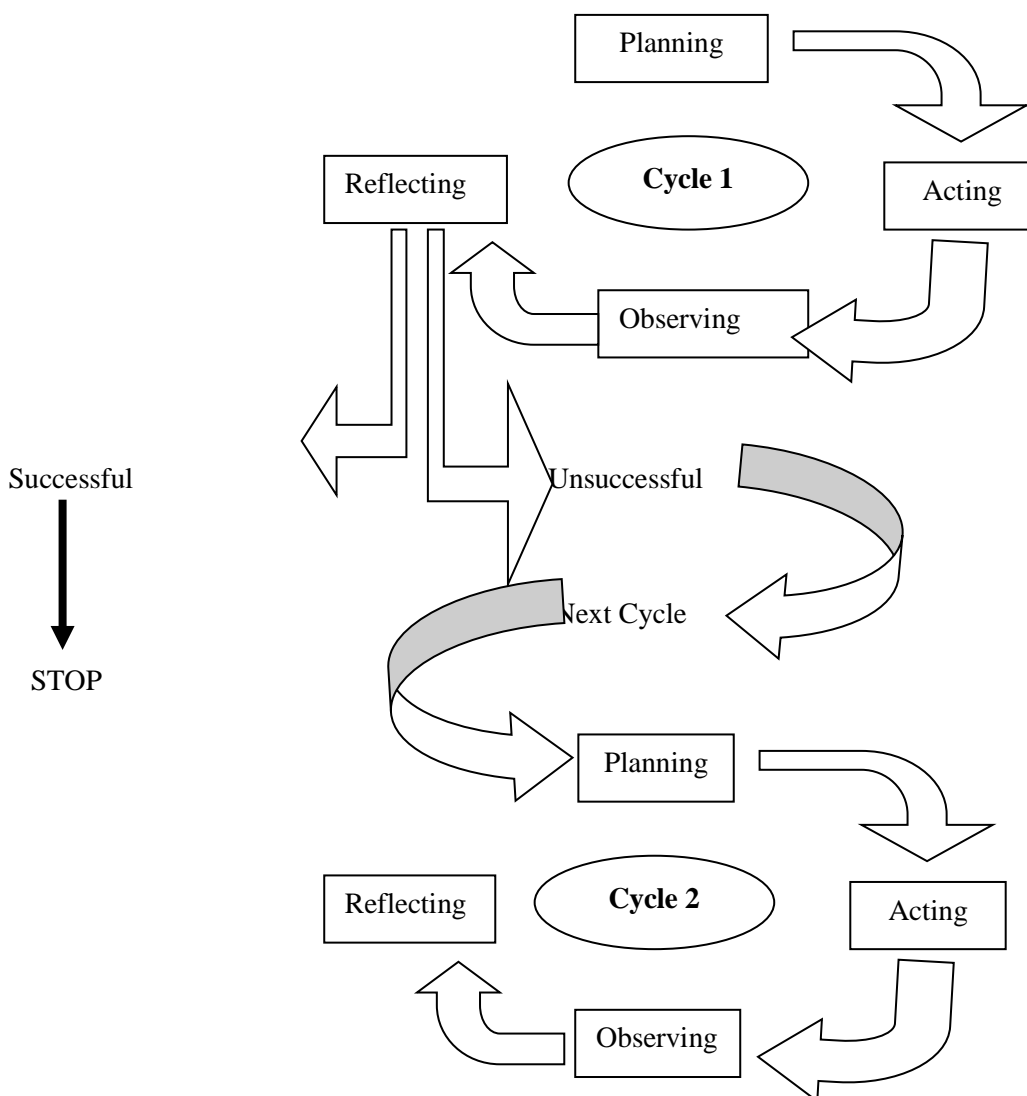 Planning
Reflecting
Cycle 1
Acting
Observing
Successful
Unsuccessful
Next Cycle
STOP
Planning
Reflecting
Cycle 2
Acting
Observing